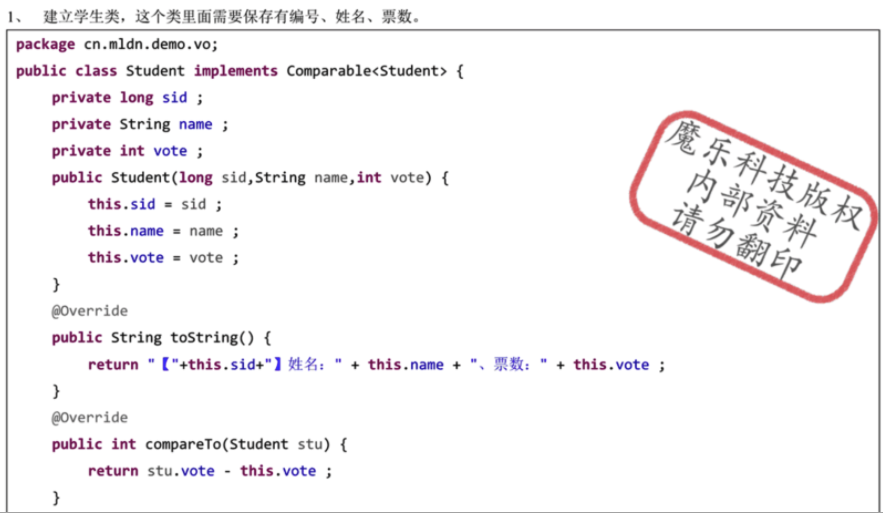 1、 建立学生类，这个类里面需要保存有编号、姓名、票数。
package cn.mldn.demo.vo;
public class Student implements Comparable<Student> {
    private long sid ;
    private String name ;
    private int vote ;
    public Student(long sid,String name,int vote) {
        this.sid = sid ;
        this.name = name ;
        this.vote = vote ;
    }
    @Override
    public String toString() {
        return "【"+this.sid+"】姓名：" + this.name + "、票数：" + this.vote ;
    }
    @Override
    public int compareTo(Student stu) {
        return stu.vote - this.vote ;
    }
魔乐科技版权
内部资料
请勿翻印